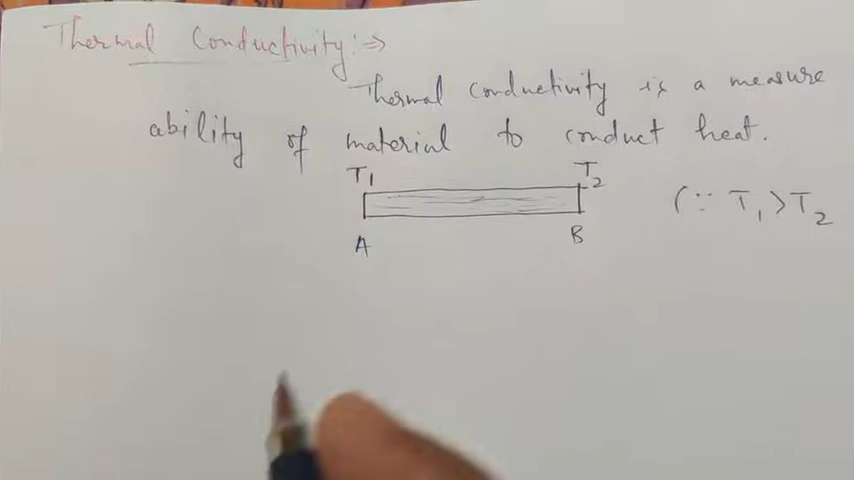 Thermal Conductivity:⇒
Thermal conductivity is a measure
ability of material to conduct heat.
T₁ T₂
(∵ T₁>T₂
A B